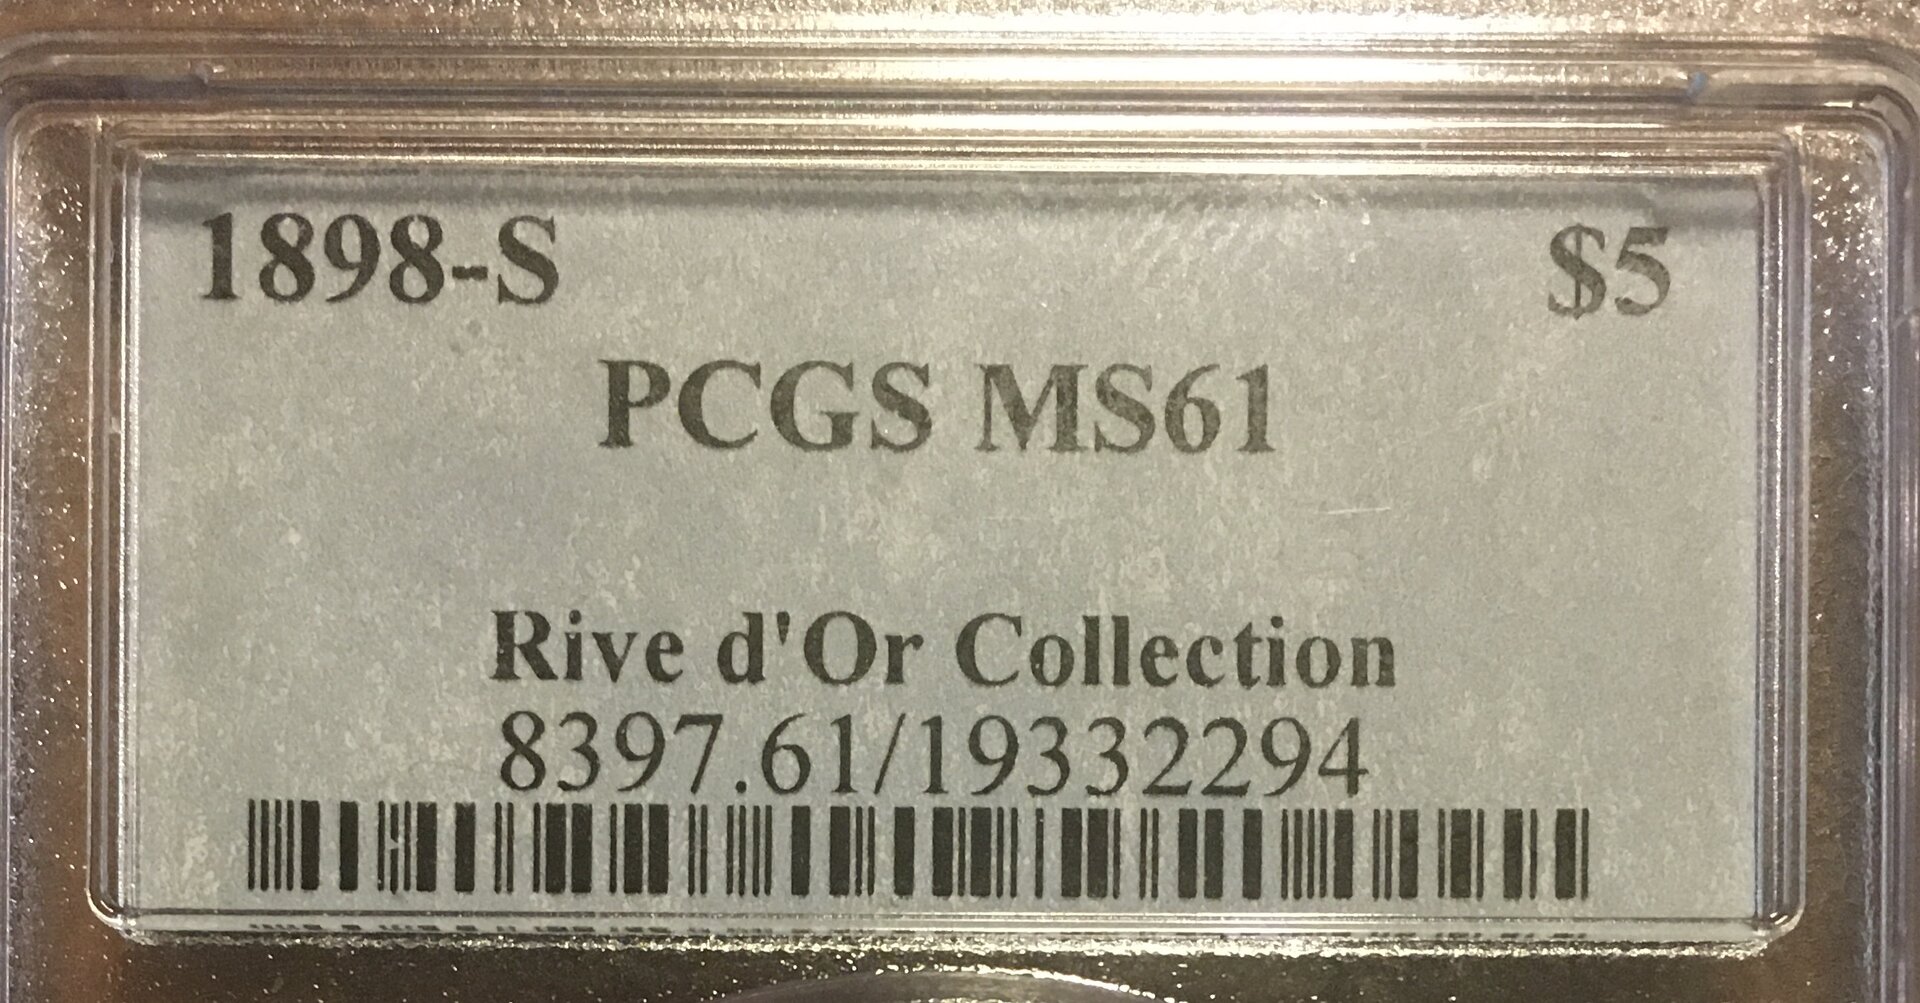 1898-S $5
PCGS MS61
Rive d'Or Collection
8397.61/19332294